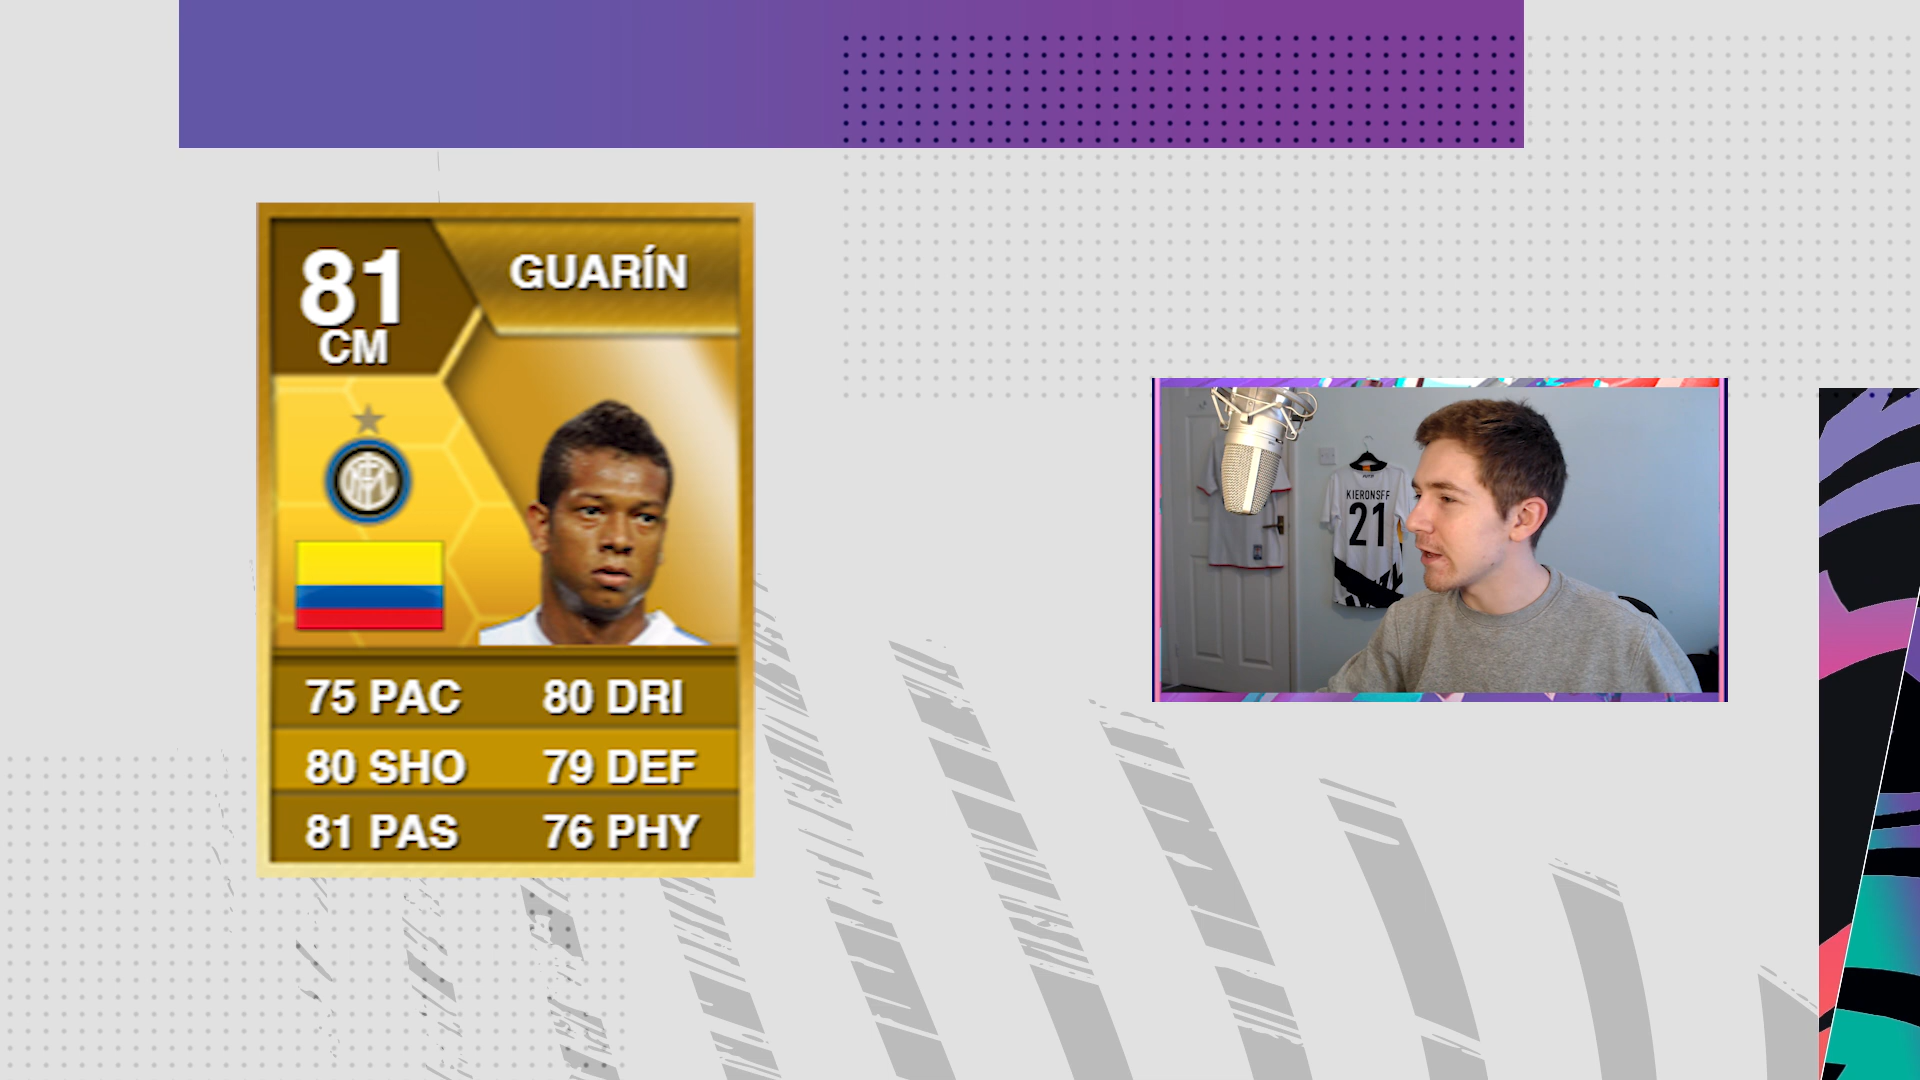 81
CM
GUARÍN
75 PAC
80 DRI
80 SHO
79 DEF
81 PAS
76 PHY
KIERONSFF
21